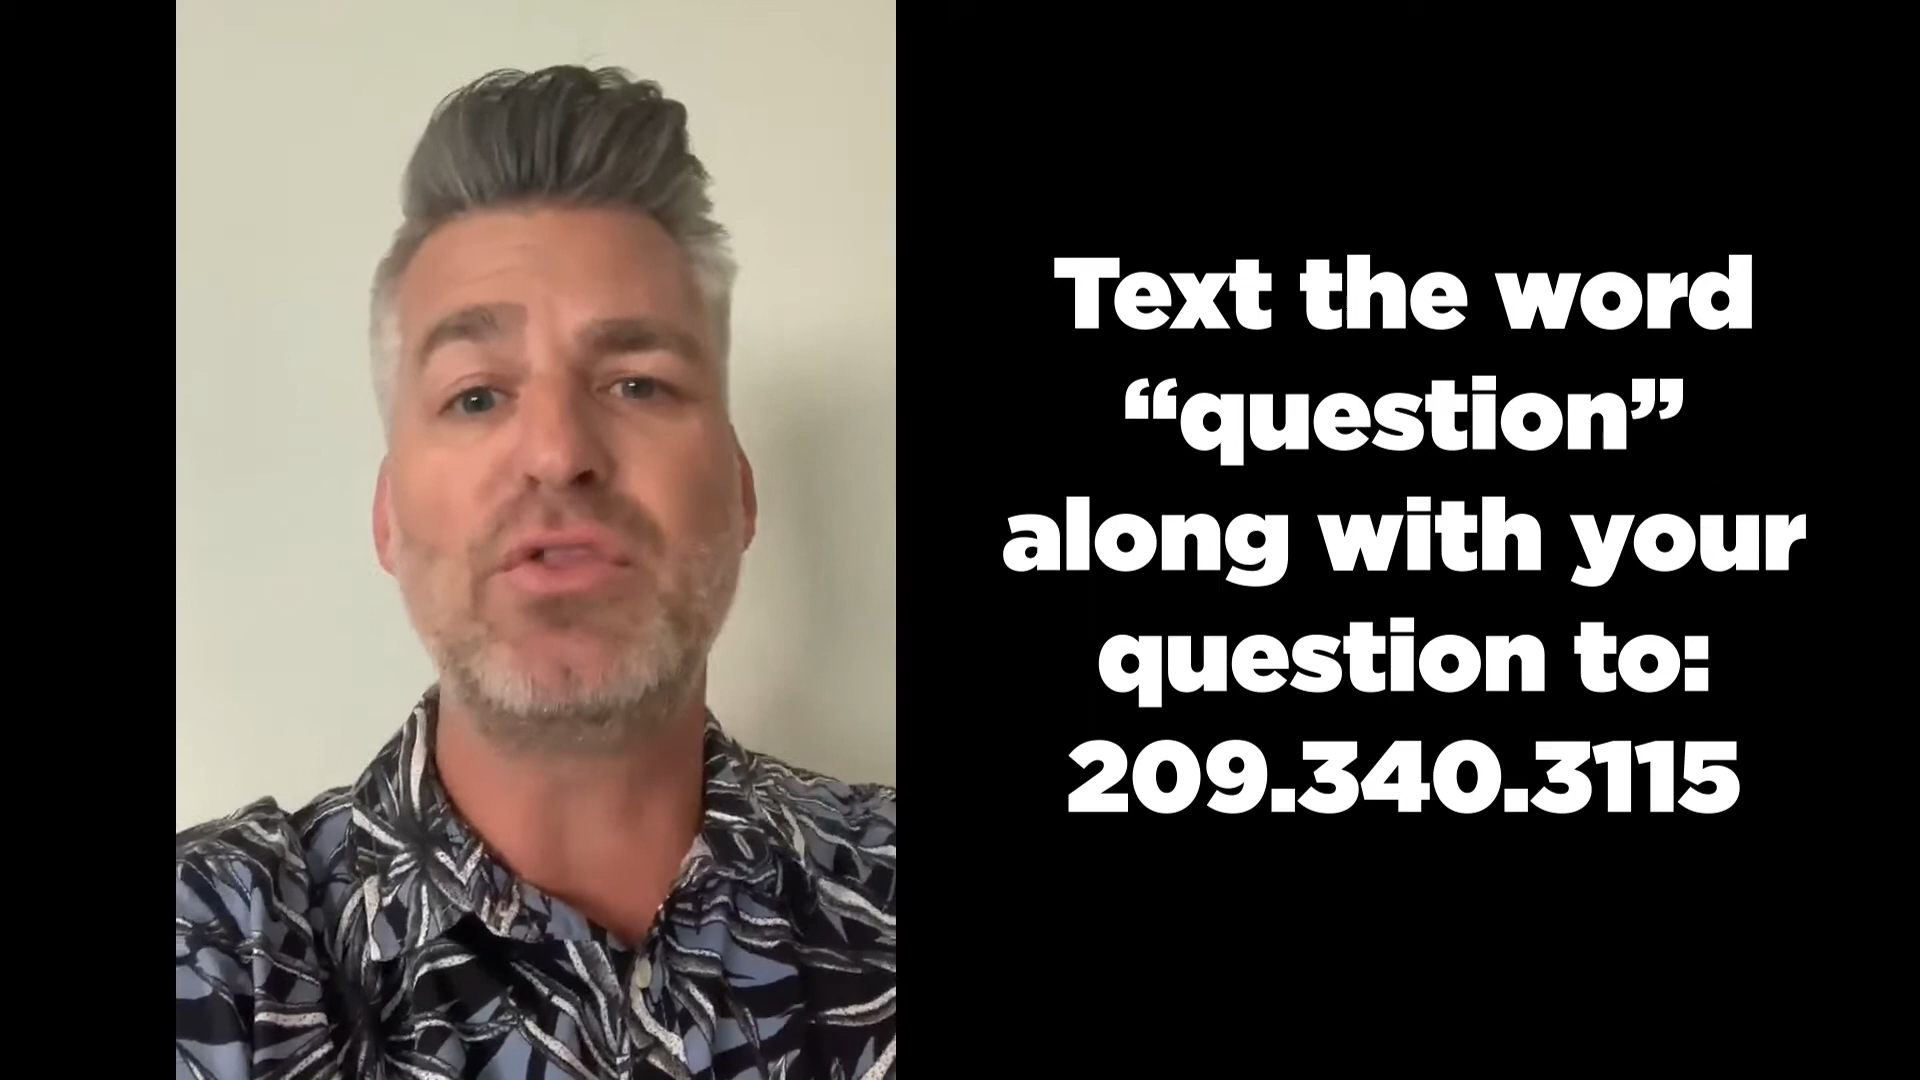 Text the word
“question”
along with your
question to:
209.340.3115